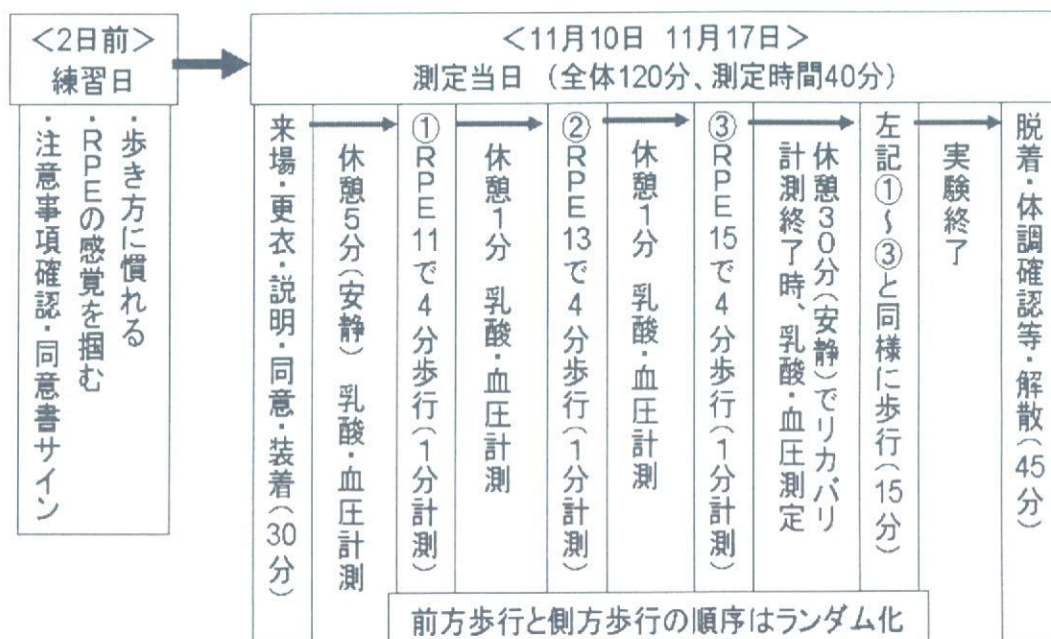 ＜2日前＞
練習日
・歩き方に慣れる
・RPEの感覚を掴む
・注意事項確認・同意書サイン
＜11月10日 11月17日＞
測定当日 (全体120分、測定時間40分)
来場・更衣・説明・同意・装着(30分)
休憩5分(安静) 乳酸・血圧計測
①RPE11で4分歩行(1分計測)
休憩1分 乳酸・血圧計測
②RPE13で4分歩行(1分計測)
休憩1分 乳酸・血圧計測
③RPE15で4分歩行(1分計測)
休憩30分(安静)でリカバリ
計測終了時、乳酸・血圧測定
左記①～③と同様に歩行(15分)
実験終了
脱着・体調確認等・解散(45分)
前方歩行と側方歩行の順序はランダム化